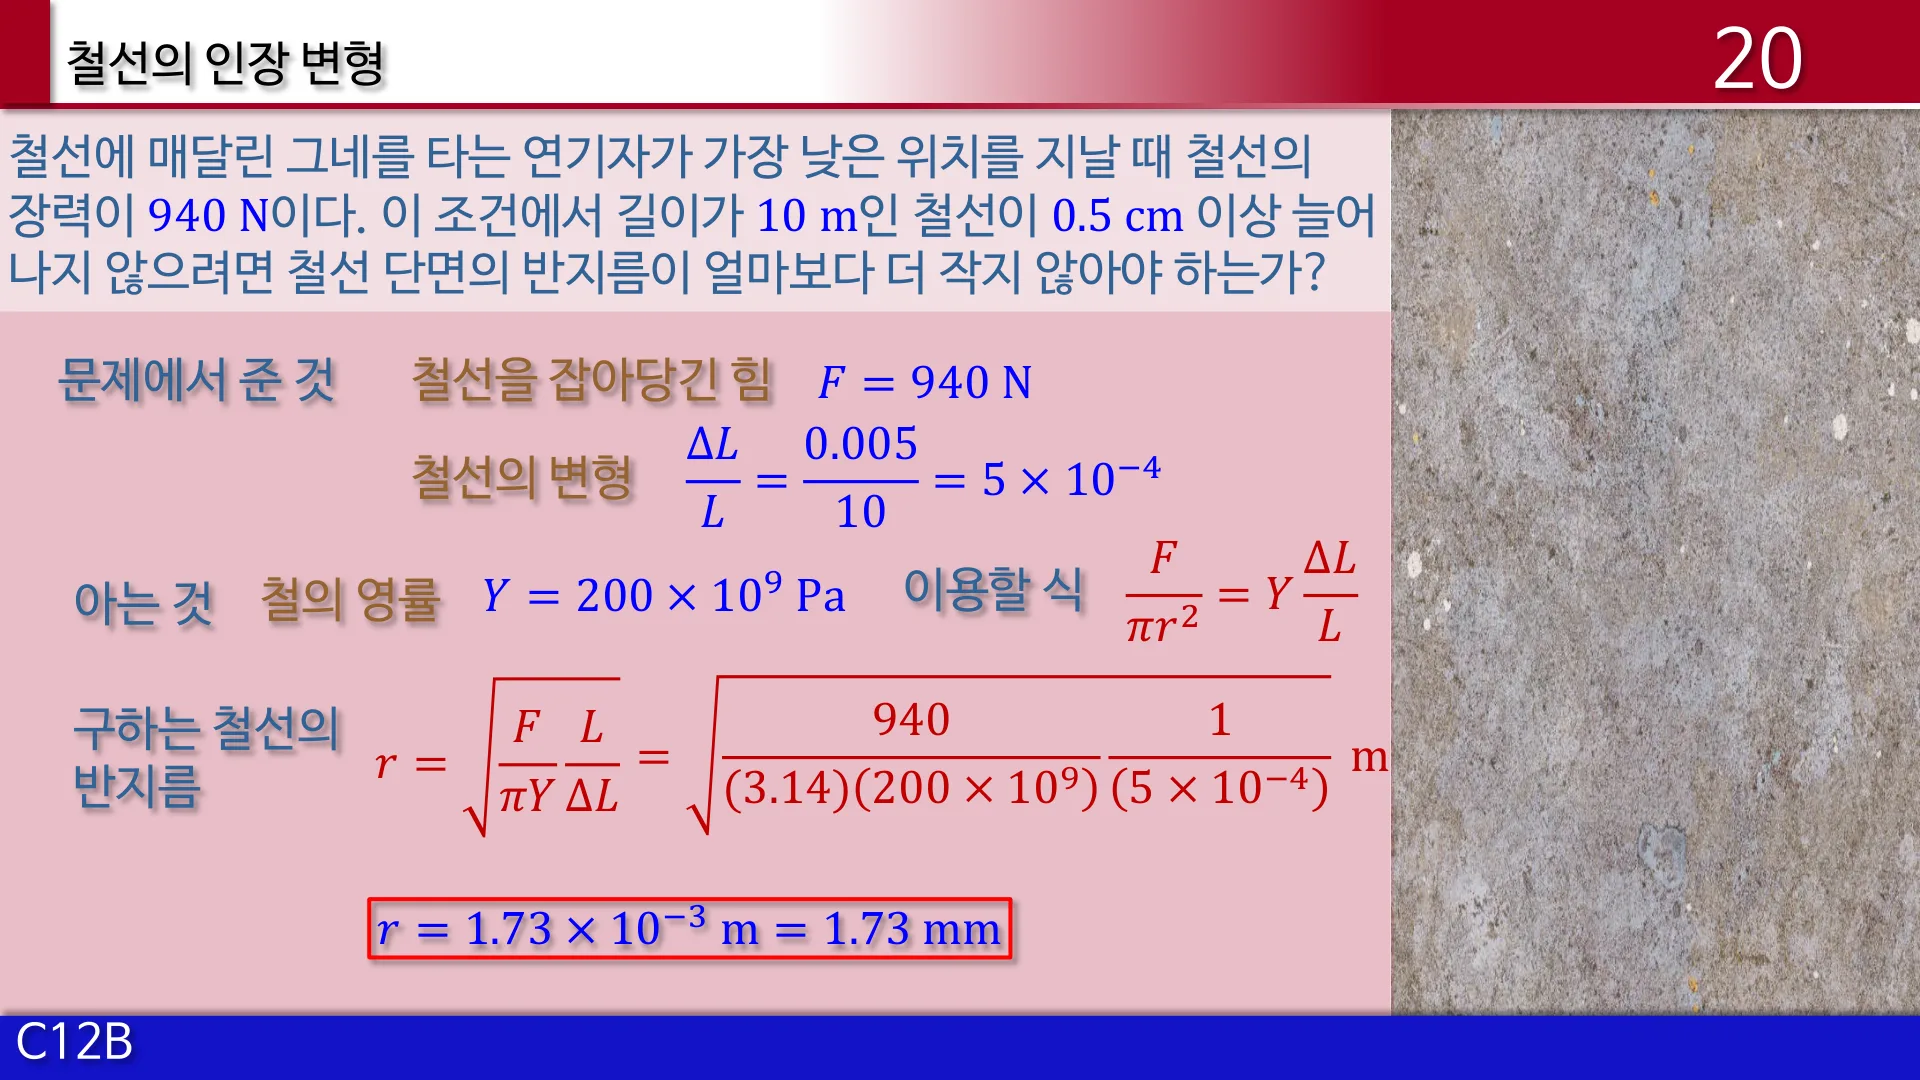 철선의 인장 변형
20
철선에 매달린 그네를 타는 연기자가 가장 낮은 위치를 지날 때 철선의
장력이 940 N이다. 이 조건에서 길이가 10 m인 철선이 0.5 cm 이상 늘어
나지 않으려면 철선 단면의 반지름이 얼마보다 더 작지 않아야 하는가?
문제에서 준 것 철선을 잡아당긴 힘 F = 940 N
철선의 변형 ΔL/L = 0.005/10 = 5 × 10⁻⁴
아는 것 철의 영률 Y = 200 × 10⁹ Pa 이용할 식 F/πr² = Y ΔL/L
구하는 철선의
반지름
r = √(F/πY L/ΔL) = √(940/(3.14)(200 × 10⁹) 1/(5 × 10⁻⁴)) m
r = 1.73 × 10⁻³ m = 1.73 mm
C12B